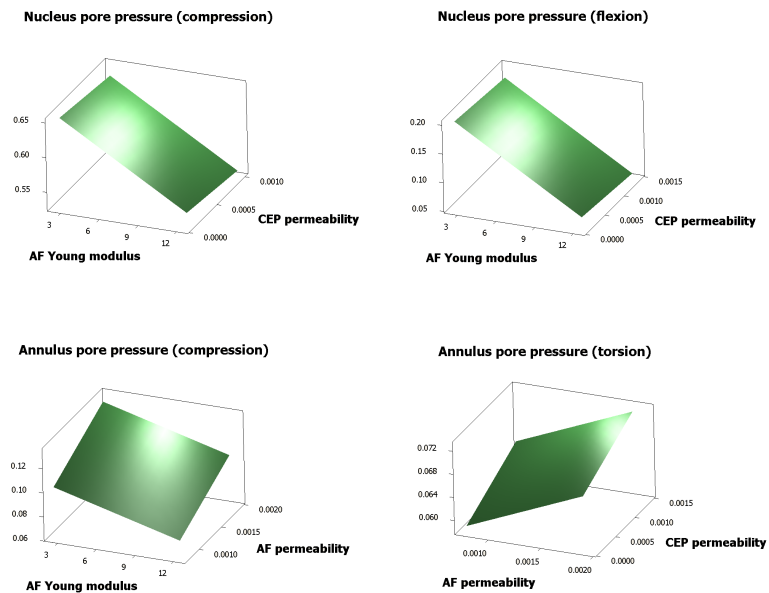 Nucleus pore pressure (compression)
0.65
0.60
0.55
3 6 9 12
0.0000
0.0005
0.0010
CEP permeability
AF Young modulus
Nucleus pore pressure (flexion)
0.20
0.15
0.10
0.05
3 6 9 12
0.0000
0.0005
0.0010
0.0015
CEP permeability
AF Young modulus
Annulus pore pressure (compression)
0.12
0.10
0.08
0.06
3 6 9 12
0.0010
0.0015
0.0020
AF permeability
AF Young modulus
Annulus pore pressure (torsion)
0.072
0.068
0.064
0.060
0.0010 0.0015 0.0020
0.0000
0.0005
0.0010
0.0015
CEP permeability
AF permeability